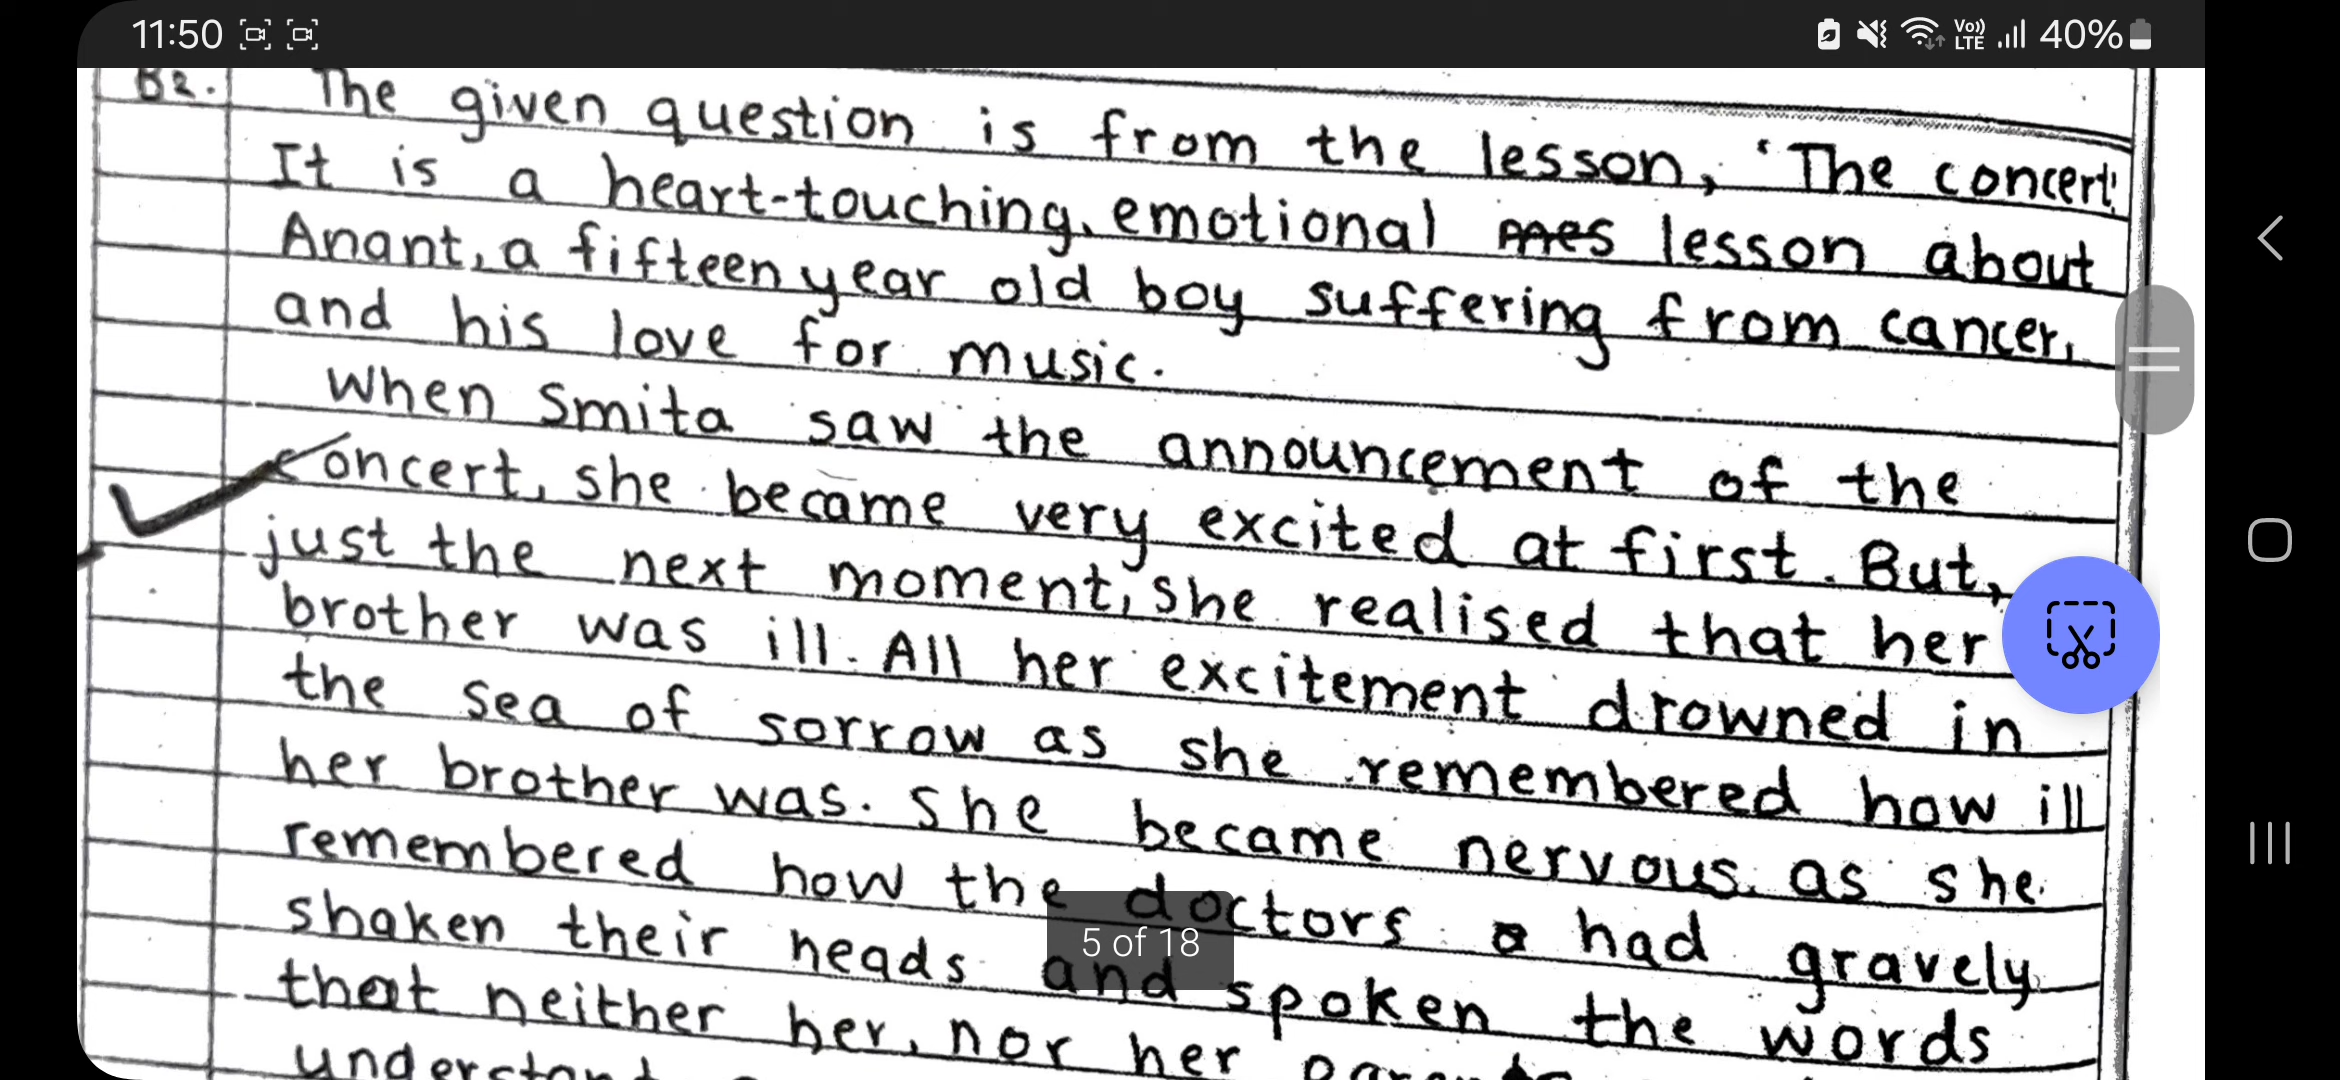 11:50
Vo)) LTE 40%
B2. The given question is from the lesson, 'The concert'.
It is a heart-touching, emotional lesson about
Anant, a fifteen year old boy suffering from cancer,
and his love for music.
When Smita saw the announcement of the
concert, she became very excited at first. But,
just the next moment, she realised that her
brother was ill. All her excitement drowned in
the sea of sorrow as she remembered how ill
her brother was. She became nervous as she
remembered how the doctors had gravely
shaken their heads and spoken the words
that neither her, nor her parents
understand
5 of 18